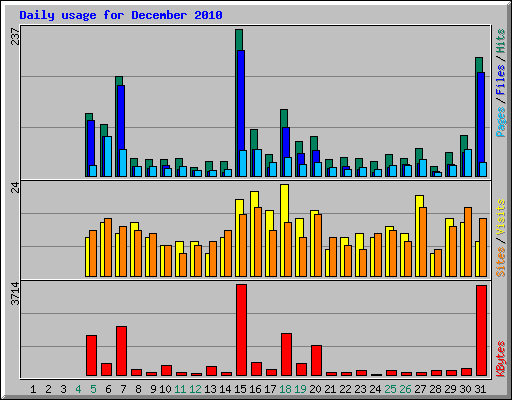 Daily usage for December 2010
237
24
3714
Pages / Files / Hits
Sites / Visits
KBytes
1 2 3 4 5 6 7 8 9 10 11 12 13 14 15 16 17 18 19 20 21 22 23 24 25 26 27 28 29 30 31